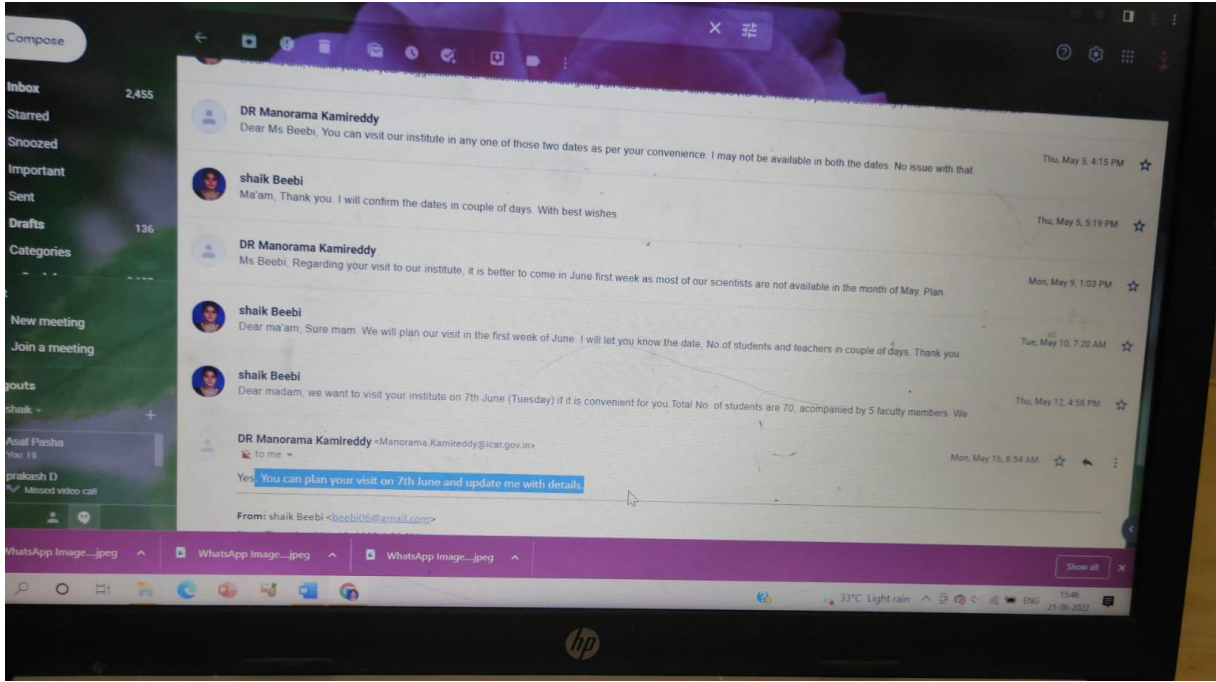 Compose
Inbox 2,455
Starred
Snoozed
Important
Sent
Drafts 136
Categories
New meeting
Join a meeting
gouts
shaik
Asaf Pasha
You: Hi
prakash D
Missed video call
DR Manorama Kamireddy
Dear Ms Beebi, You can visit our institute in any one of those two dates as per your convenience. I may not be available in both the dates. No issue with that. Thu, May 5, 4:15 PM
shaik Beebi
Ma'am, Thank you. I will confirm the dates in couple of days. With best wishes Thu, May 5, 5:19 PM
DR Manorama Kamireddy
Ms Beebi, Regarding your visit to our institute, it is better to come in June first week as most of our scientists are not available in the month of May. Plan Mon, May 9, 1:03 PM
shaik Beebi
Dear ma'am, Sure mam. We will plan our visit in the first week of June. I will let you know the date, No of students and teachers in couple of days. Thank you. Tue, May 10, 7:20 AM
shaik Beebi
Dear madam, we want to visit your institute on 7th June (Tuesday) if it is convenient for you.Total No. of students are 70, acompanied by 5 faculty members. We Thu, May 12, 4:58 PM
DR Manorama Kamireddy <Manorama.Kamireddy@icar.gov.in> Mon, May 16, 8:54 AM
to me
Yes. You can plan your visit on 7th June and update me with details.
From: shaik Beebi <beebi06@gmail.com>
WhatsApp Image....jpeg WhatsApp Image....jpeg WhatsApp Image....jpeg Show all
33°C Light rain ENG 15:46
21-06-2022
hp